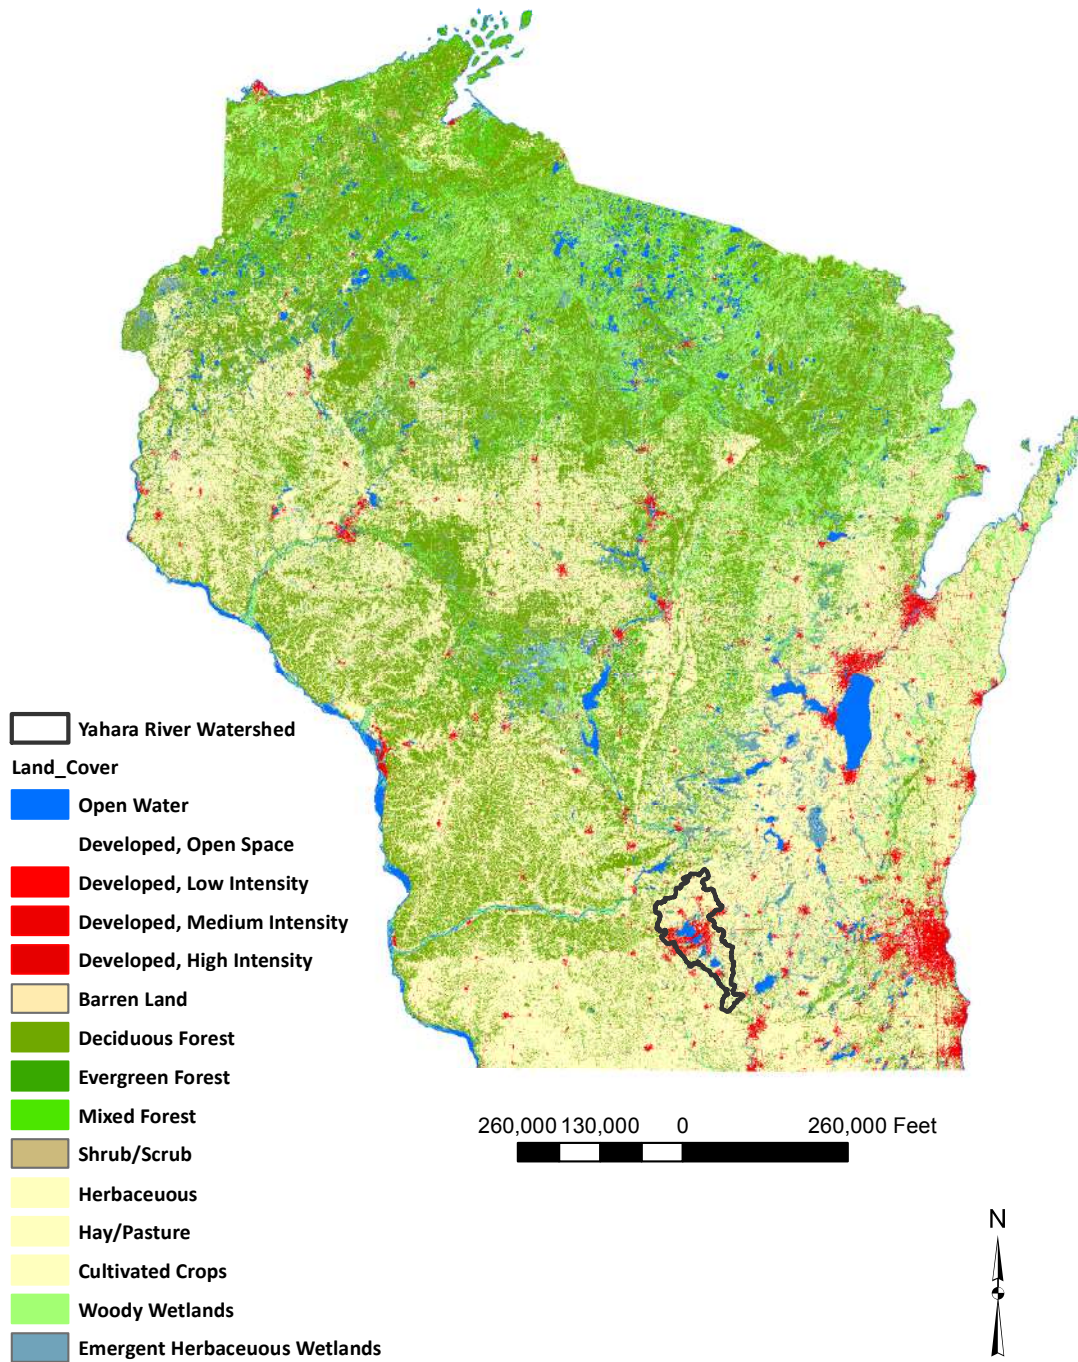 Yahara River Watershed
Land_Cover
Open Water
Developed, Open Space
Developed, Low Intensity
Developed, Medium Intensity
Developed, High Intensity
Barren Land
Deciduous Forest
Evergreen Forest
Mixed Forest
Shrub/Scrub
Herbaceuous
Hay/Pasture
Cultivated Crops
Woody Wetlands
Emergent Herbaceuous Wetlands
260,000 130,000 0 260,000 Feet
N